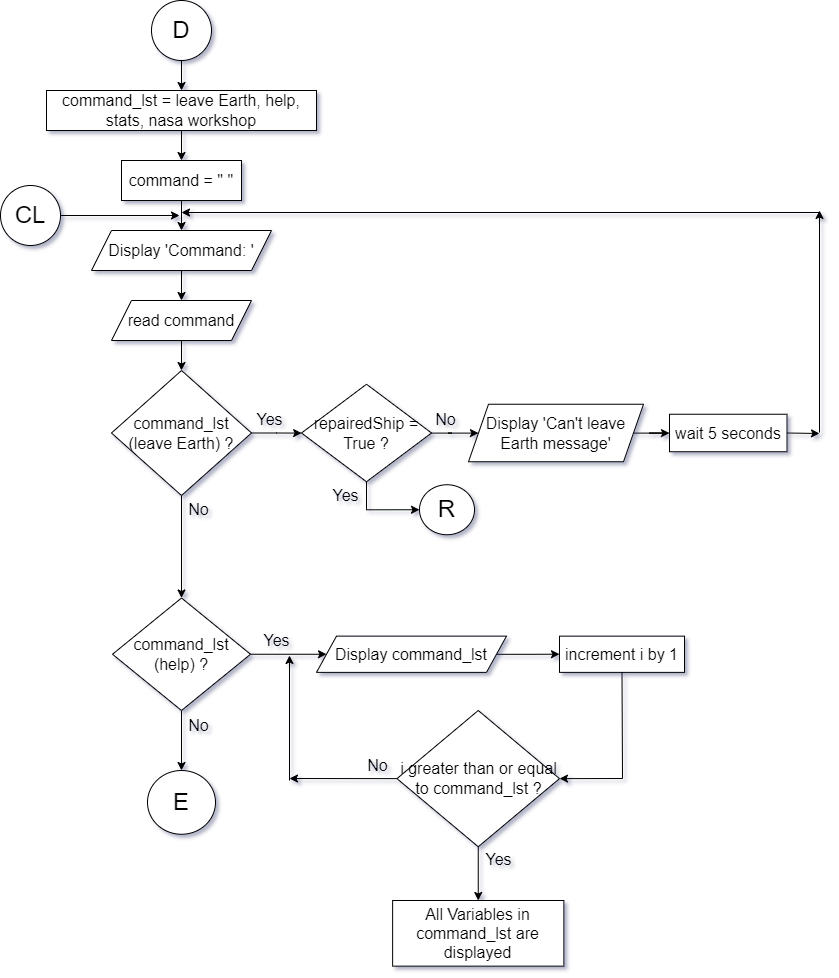 D
command_lst = leave Earth, help,
stats, nasa workshop
command = " "
CL
Display 'Command: '
read command
command_lst
(leave Earth) ?
Yes
repairedShip =
True ?
No
Display 'Can't leave
Earth message'
wait 5 seconds
Yes
R
No
command_lst
(help) ?
Yes
Display command_lst
increment i by 1
No
E
No
i greater than or equal
to command_lst ?
Yes
All Variables in
command_lst are
displayed